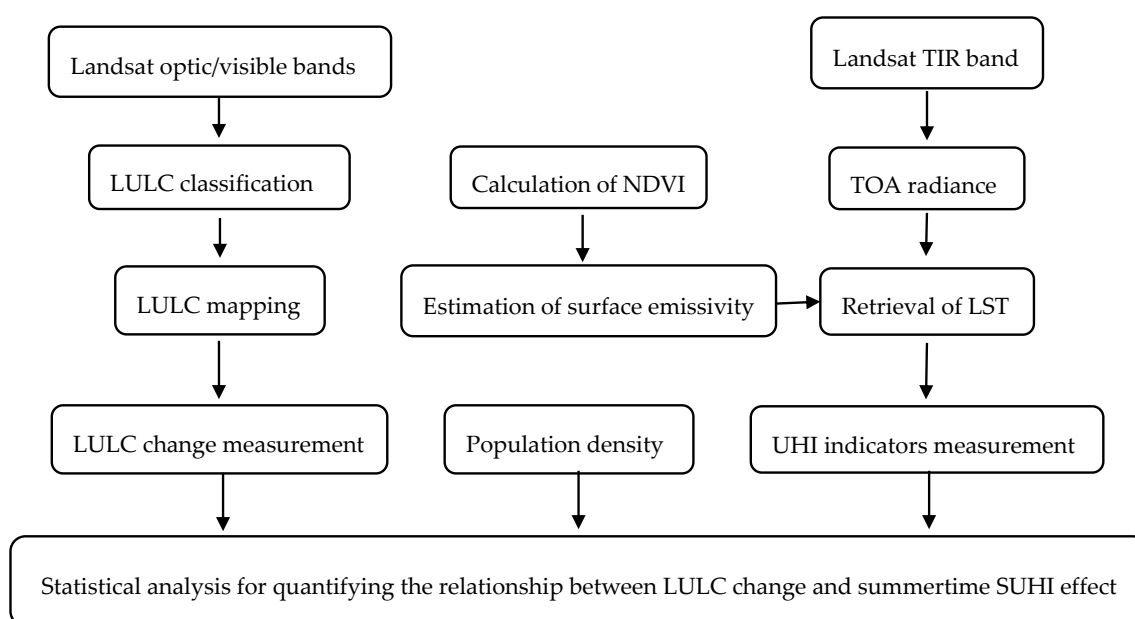 Landsat optic/visible bands
Landsat TIR band
LULC classification
Calculation of NDVI
TOA radiance
LULC mapping
Estimation of surface emissivity
Retrieval of LST
LULC change measurement
Population density
UHI indicators measurement
Statistical analysis for quantifying the relationship between LULC change and summertime SUHI effect